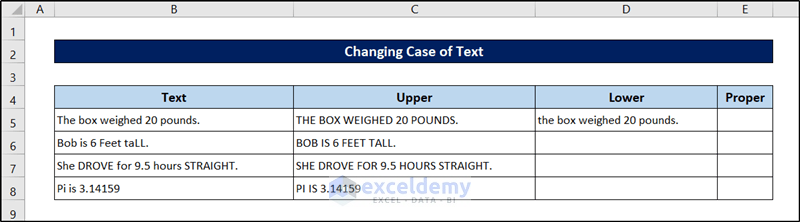 A B C D E
1
2 Changing Case of Text
3
4 Text Upper Lower Proper
5 The box weighed 20 pounds. THE BOX WEIGHED 20 POUNDS. the box weighed 20 pounds.
6 Bob is 6 Feet taLL. BOB IS 6 FEET TALL.
7 She DROVE for 9.5 hours STRAIGHT. SHE DROVE FOR 9.5 HOURS STRAIGHT.
8 Pi is 3.14159 PI IS 3.14159
exceldemy
EXCEL - DATA - BI
9